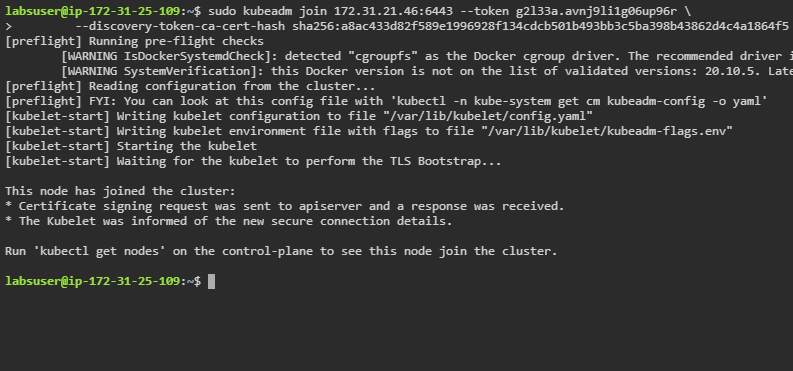 labsuser@ip-172-31-25-109:~$ sudo kubeadm join 172.31.21.46:6443 --token g2l33a.avnj9li1g06up96r \
>         --discovery-token-ca-cert-hash sha256:a8ac433d82f589e1996928f134cdcb501b493bb3c5ba398b43862d4c4a1864f5
[preflight] Running pre-flight checks
        [WARNING IsDockerSystemdCheck]: detected "cgroupfs" as the Docker cgroup driver. The recommended driver i
        [WARNING SystemVerification]: this Docker version is not on the list of validated versions: 20.10.5. Late
[preflight] Reading configuration from the cluster...
[preflight] FYI: You can look at this config file with 'kubectl -n kube-system get cm kubeadm-config -o yaml'
[kubelet-start] Writing kubelet configuration to file "/var/lib/kubelet/config.yaml"
[kubelet-start] Writing kubelet environment file with flags to file "/var/lib/kubelet/kubeadm-flags.env"
[kubelet-start] Starting the kubelet
[kubelet-start] Waiting for the kubelet to perform the TLS Bootstrap...

This node has joined the cluster:
* Certificate signing request was sent to apiserver and a response was received.
* The Kubelet was informed of the new secure connection details.

Run 'kubectl get nodes' on the control-plane to see this node join the cluster.

labsuser@ip-172-31-25-109:~$